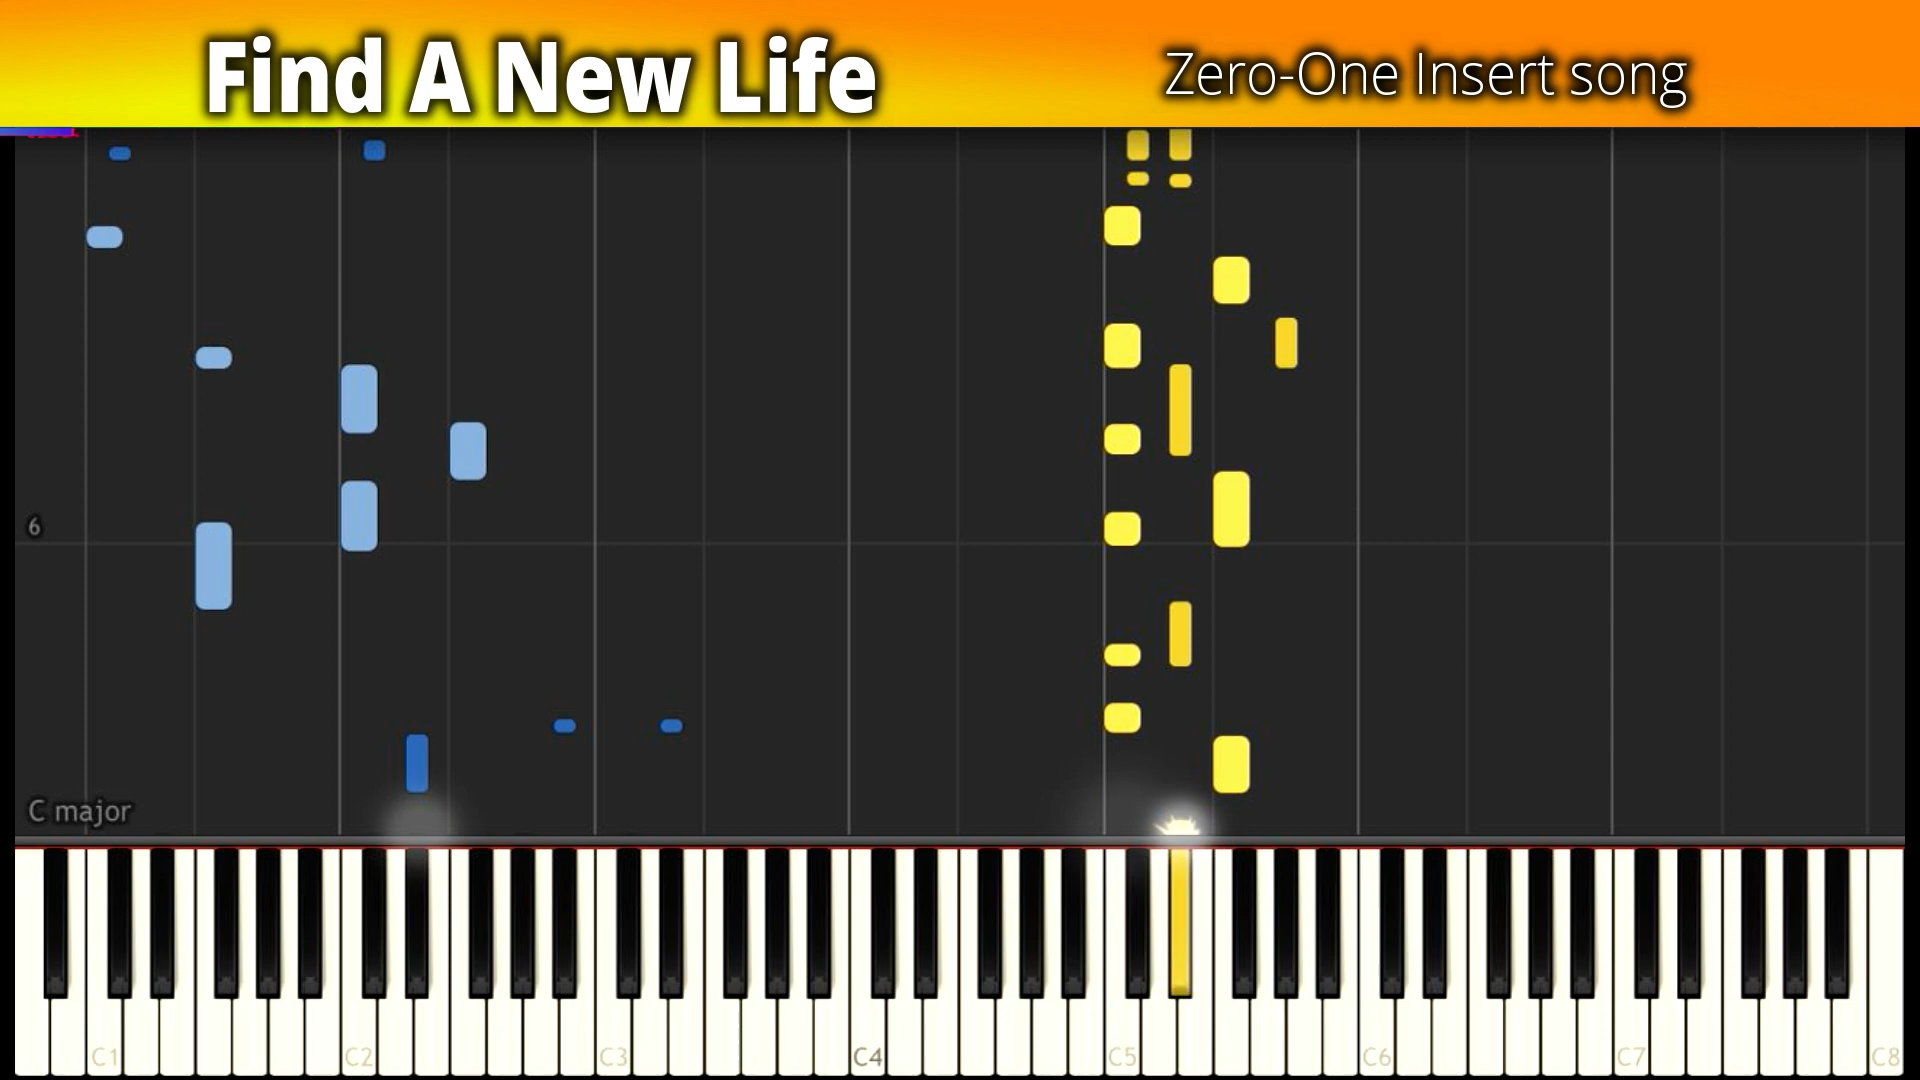 Find A New Life
Zero-One Insert song
6
C major
C1 C2 C3 C4 C5 C6 C7 C8